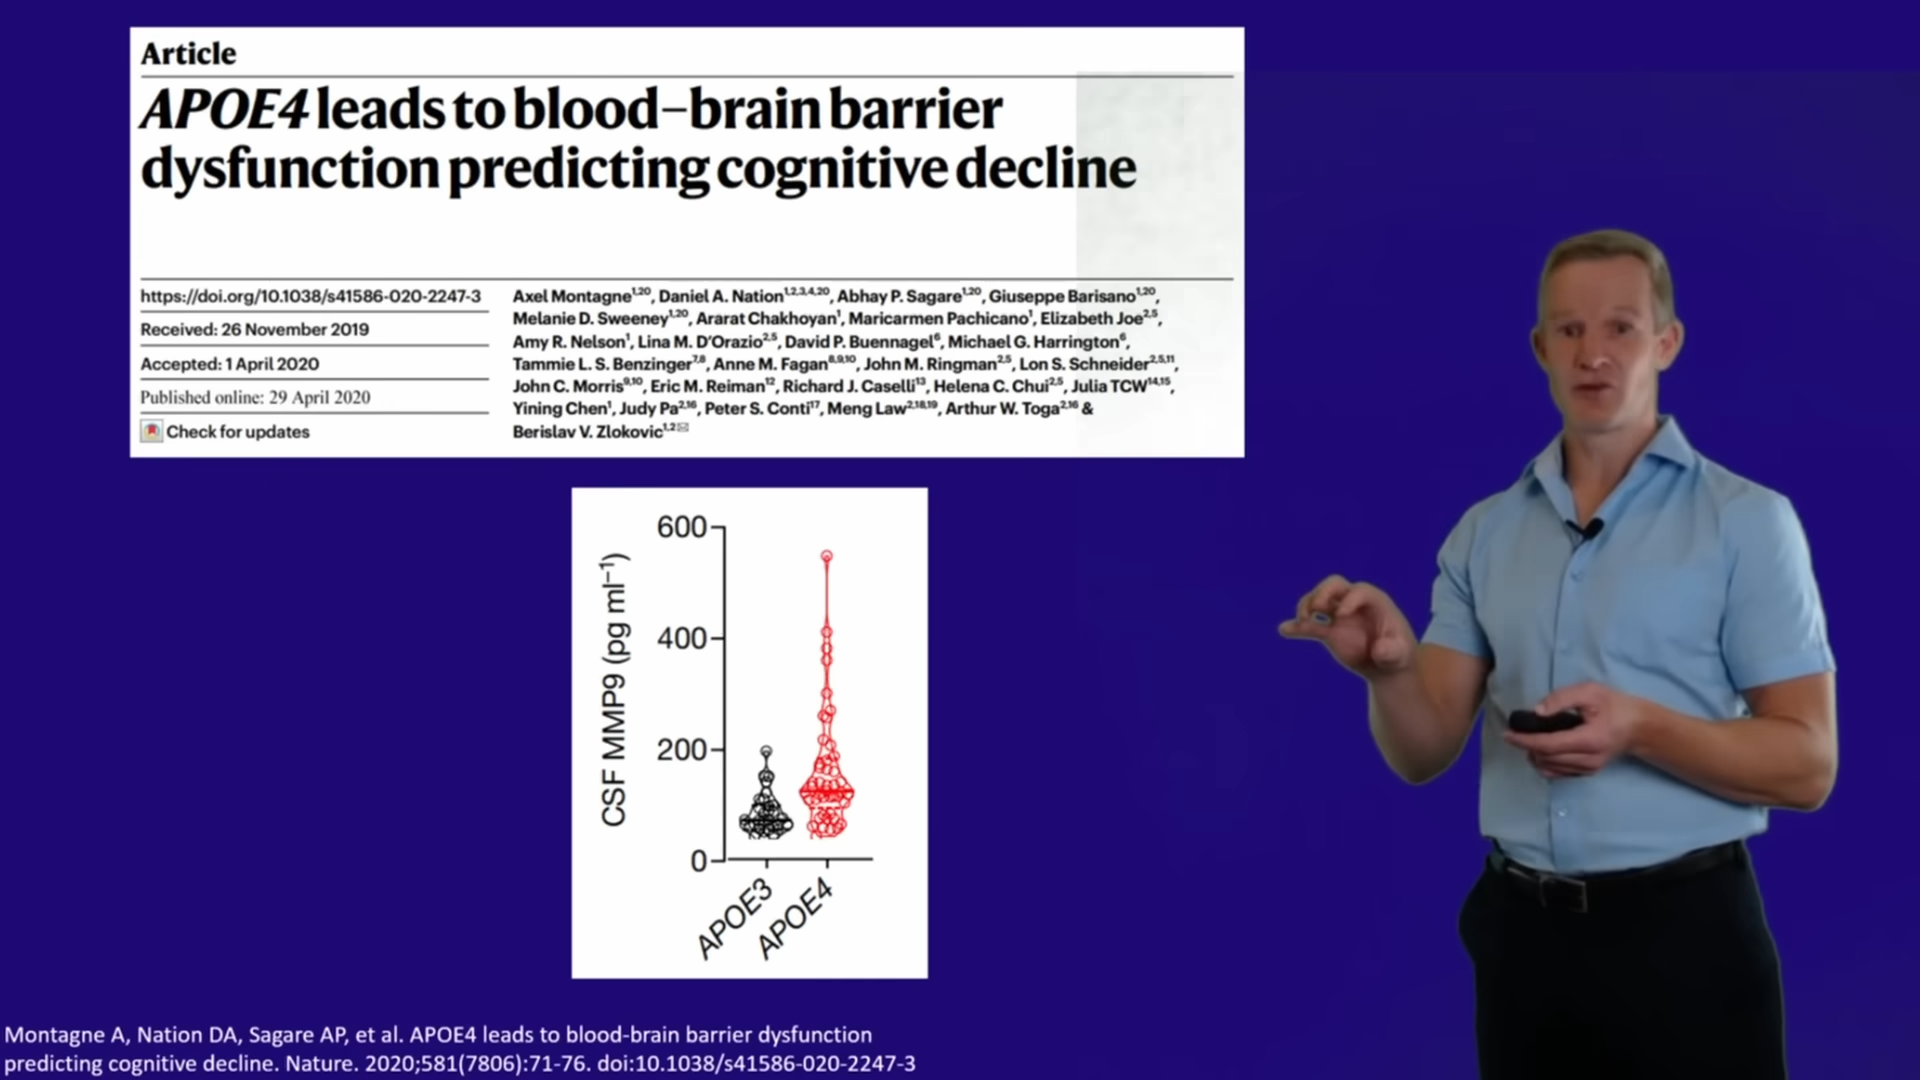 Article
APOE4 leads to blood–brain barrier
dysfunction predicting cognitive decline
https://doi.org/10.1038/s41586-020-2247-3
Received: 26 November 2019
Accepted: 1 April 2020
Published online: 29 April 2020
Check for updates
Axel Montagne1,20, Daniel A. Nation1,2,3,4,20, Abhay P. Sagare1,20, Giuseppe Barisano1,20,
Melanie D. Sweeney1,20, Ararat Chakhoyan1, Maricarmen Pachicano1, Elizabeth Joe2,5,
Amy R. Nelson1, Lina M. D'Orazio2,5, David P. Buennagel6, Michael G. Harrington6,
Tammie L. S. Benzinger7,8, Anne M. Fagan8,9,10, John M. Ringman2,5, Lon S. Schneider2,5,11,
John C. Morris9,10, Eric M. Reiman12, Richard J. Caselli13, Helena C. Chui2,5, Julia TCW14,15,
Yining Chen1, Judy Pa2,16, Peter S. Conti17, Meng Law2,18,19, Arthur W. Toga2,16 &
Berislav V. Zlokovic1,2✉
CSF MMP9 (pg ml−1)
600
400
200
0
APOE3
APOE4
Montagne A, Nation DA, Sagare AP, et al. APOE4 leads to blood-brain barrier dysfunction
predicting cognitive decline. Nature. 2020;581(7806):71-76. doi:10.1038/s41586-020-2247-3